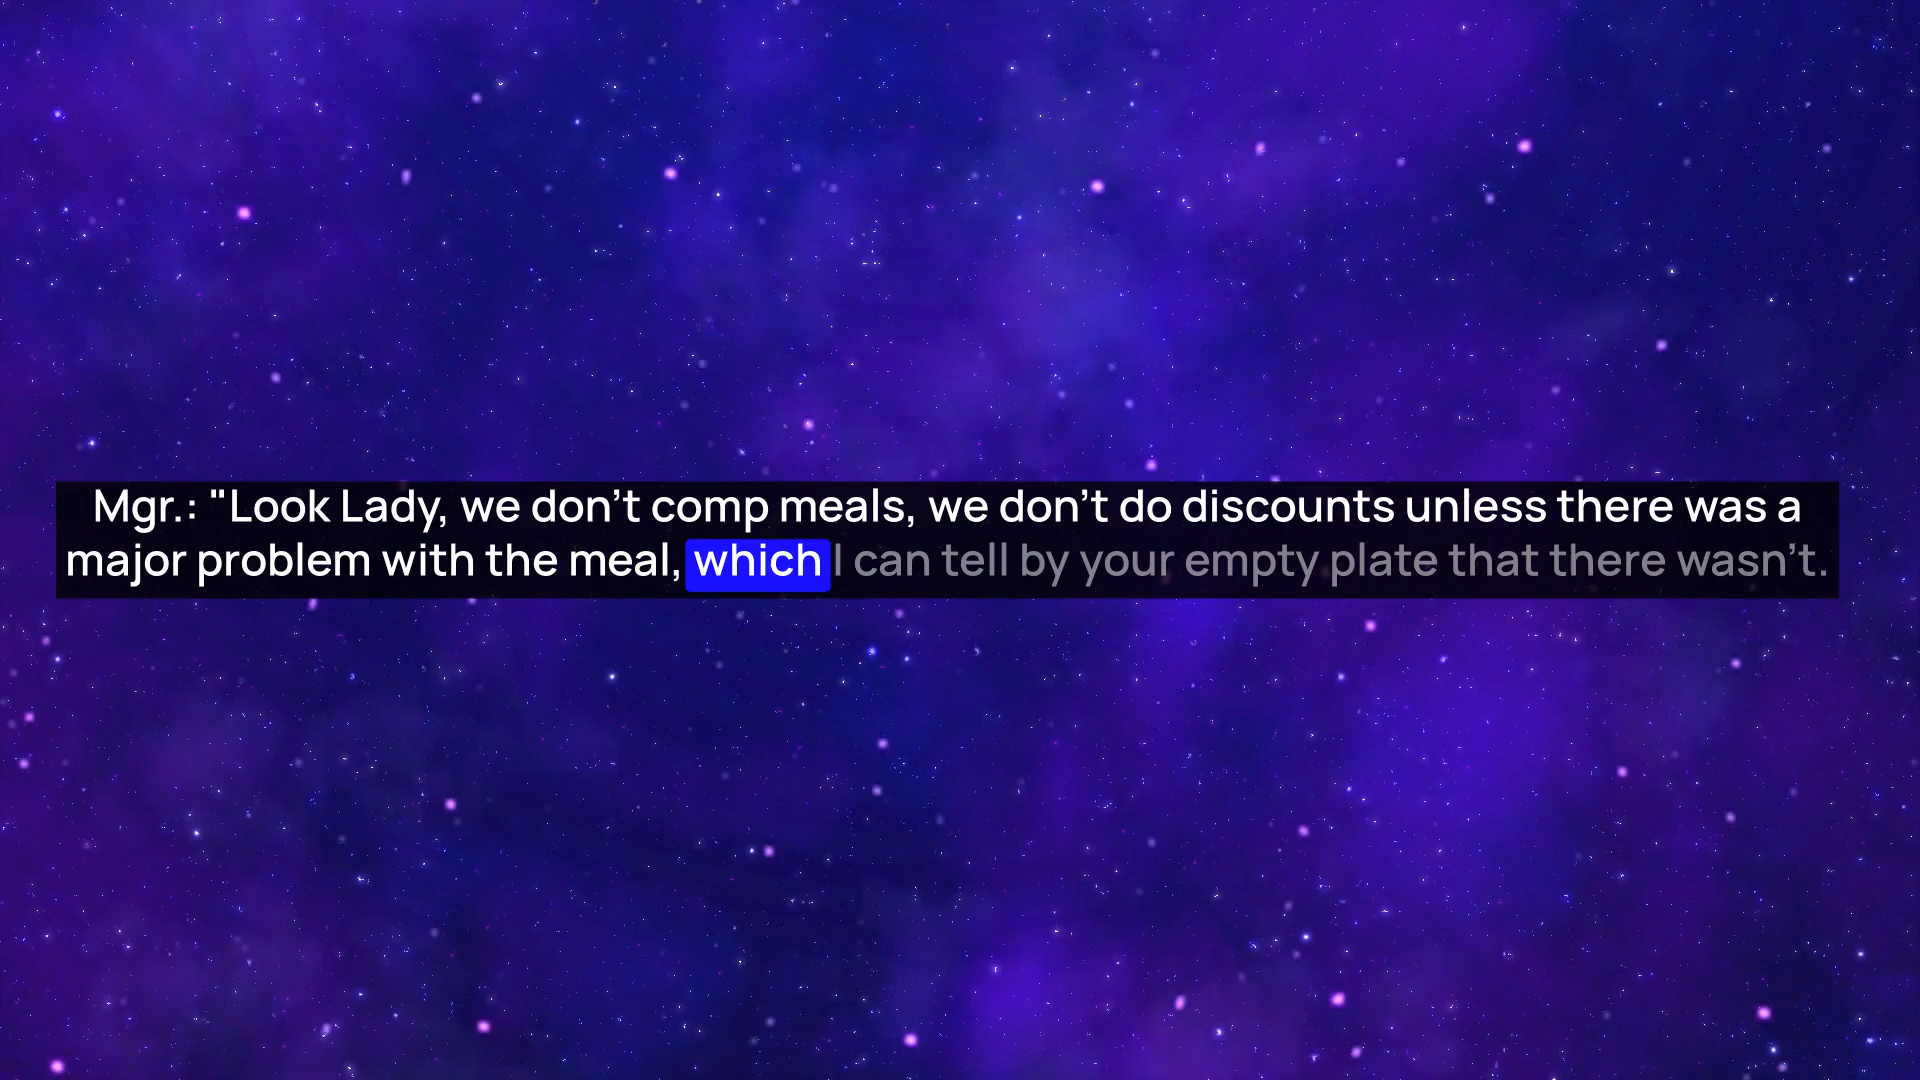 Mgr.: "Look Lady, we don't comp meals, we don't do discounts unless there was a
major problem with the meal, which I can tell by your empty plate that there wasn't.